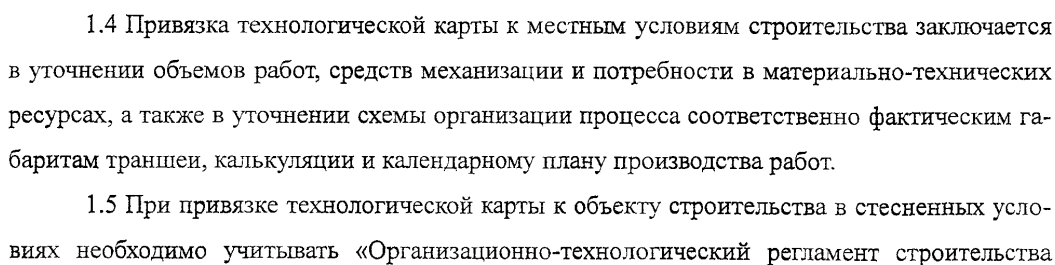 1.4 Привязка технологической карты к местным условиям строительства заключается
в уточнении объемов работ, средств механизации и потребности в материально-технических
ресурсах, а также в уточнении схемы организации процесса соответственно фактическим га-
баритам траншеи, калькуляции и календарному плану производства работ.
1.5 При привязке технологической карты к объекту строительства в стесненных усло-
виях необходимо учитывать «Организационно-технологический регламент строительства